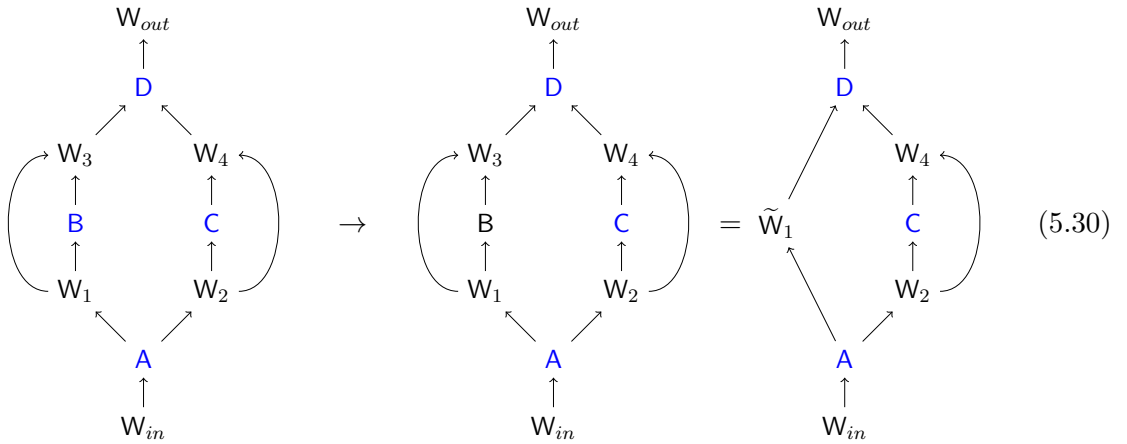 W_out W_out W_out
D D D
W_3 W_4 W_3 W_4 W_4
B C → B C = W̃_1 C (5.30)
W_1 W_2 W_1 W_2 W_2
A A A
W_in W_in W_in